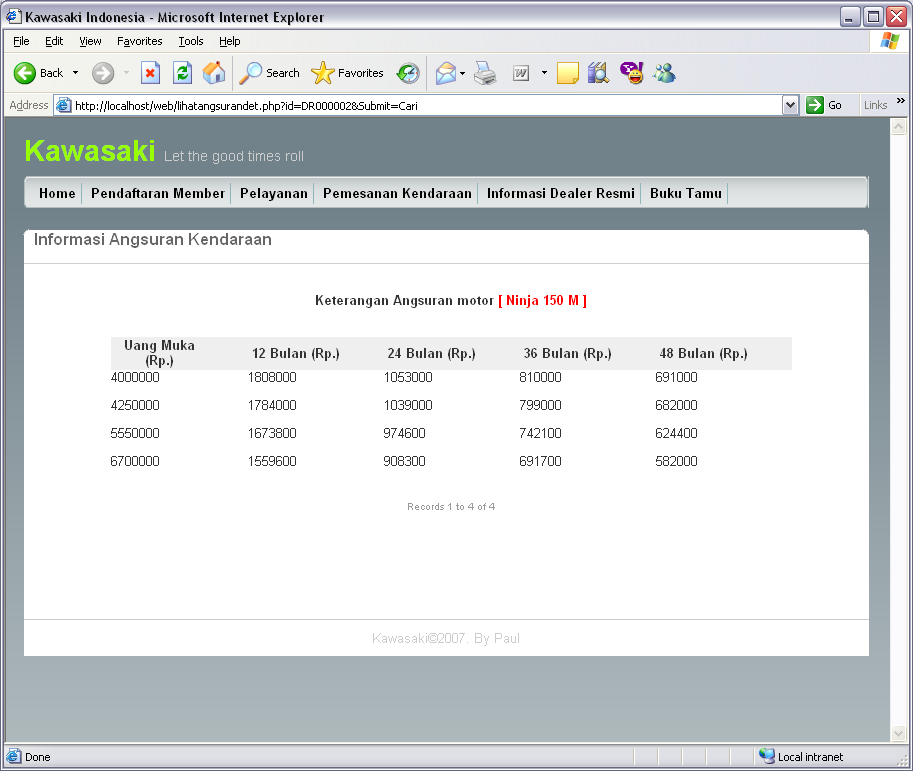 Kawasaki Indonesia - Microsoft Internet Explorer
File Edit View Favorites Tools Help
Back Search Favorites
Address http://localhost/web/lihatangsurandet.php?id=DR000002&Submit=Cari Go Links »
Kawasaki Let the good times roll
Home Pendaftaran Member Pelayanan Pemesanan Kendaraan Informasi Dealer Resmi Buku Tamu
Informasi Angsuran Kendaraan
Keterangan Angsuran motor [ Ninja 150 M ]
Uang Muka (Rp.) 12 Bulan (Rp.) 24 Bulan (Rp.) 36 Bulan (Rp.) 48 Bulan (Rp.)
4000000 1808000 1053000 810000 691000
4250000 1784000 1039000 799000 682000
5550000 1673800 974600 742100 624400
6700000 1559600 908300 691700 582000
Records 1 to 4 of 4
Kawasaki©2007. By Paul
Done Local intranet